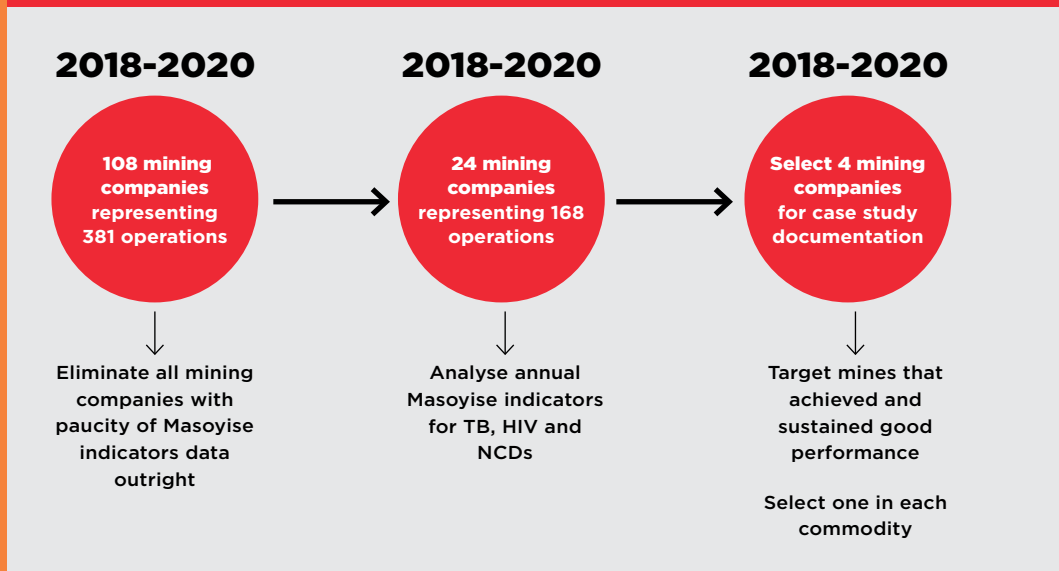 2018-2020
108 mining
companies
representing
381 operations
Eliminate all mining
companies with
paucity of Masoyise
indicators data
outright
2018-2020
24 mining
companies
representing 168
operations
Analyse annual
Masoyise indicators
for TB, HIV and
NCDs
2018-2020
Select 4 mining
companies
for case study
documentation
Target mines that
achieved and
sustained good
performance
Select one in each
commodity